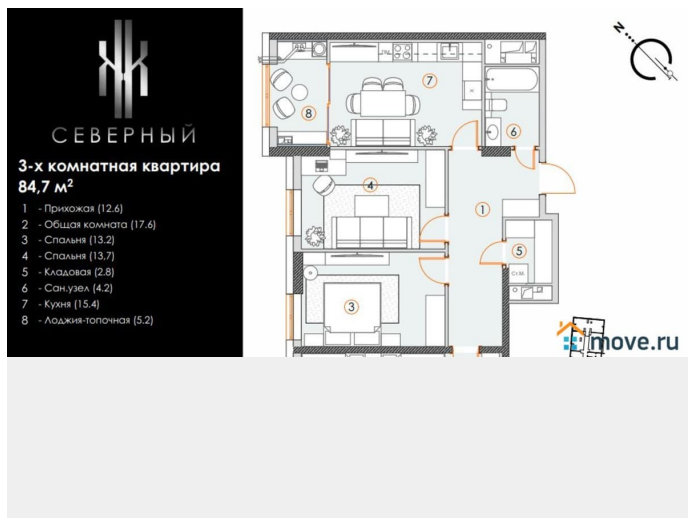 СЕВЕРНЫЙ
3-х комнатная квартира
84,7 м²
1 - Прихожая (12.6)
2 - Общая комната (17.6)
3 - Спальня (13.2)
4 - Спальня (13,7)
5 - Кладовая (2.8)
6 - Сан.узел (4.2)
7 - Кухня (15.4)
8 - Лоджия-топочная (5.2)
N
7
8
6
4
1
5
Ст.М.
3
move.ru